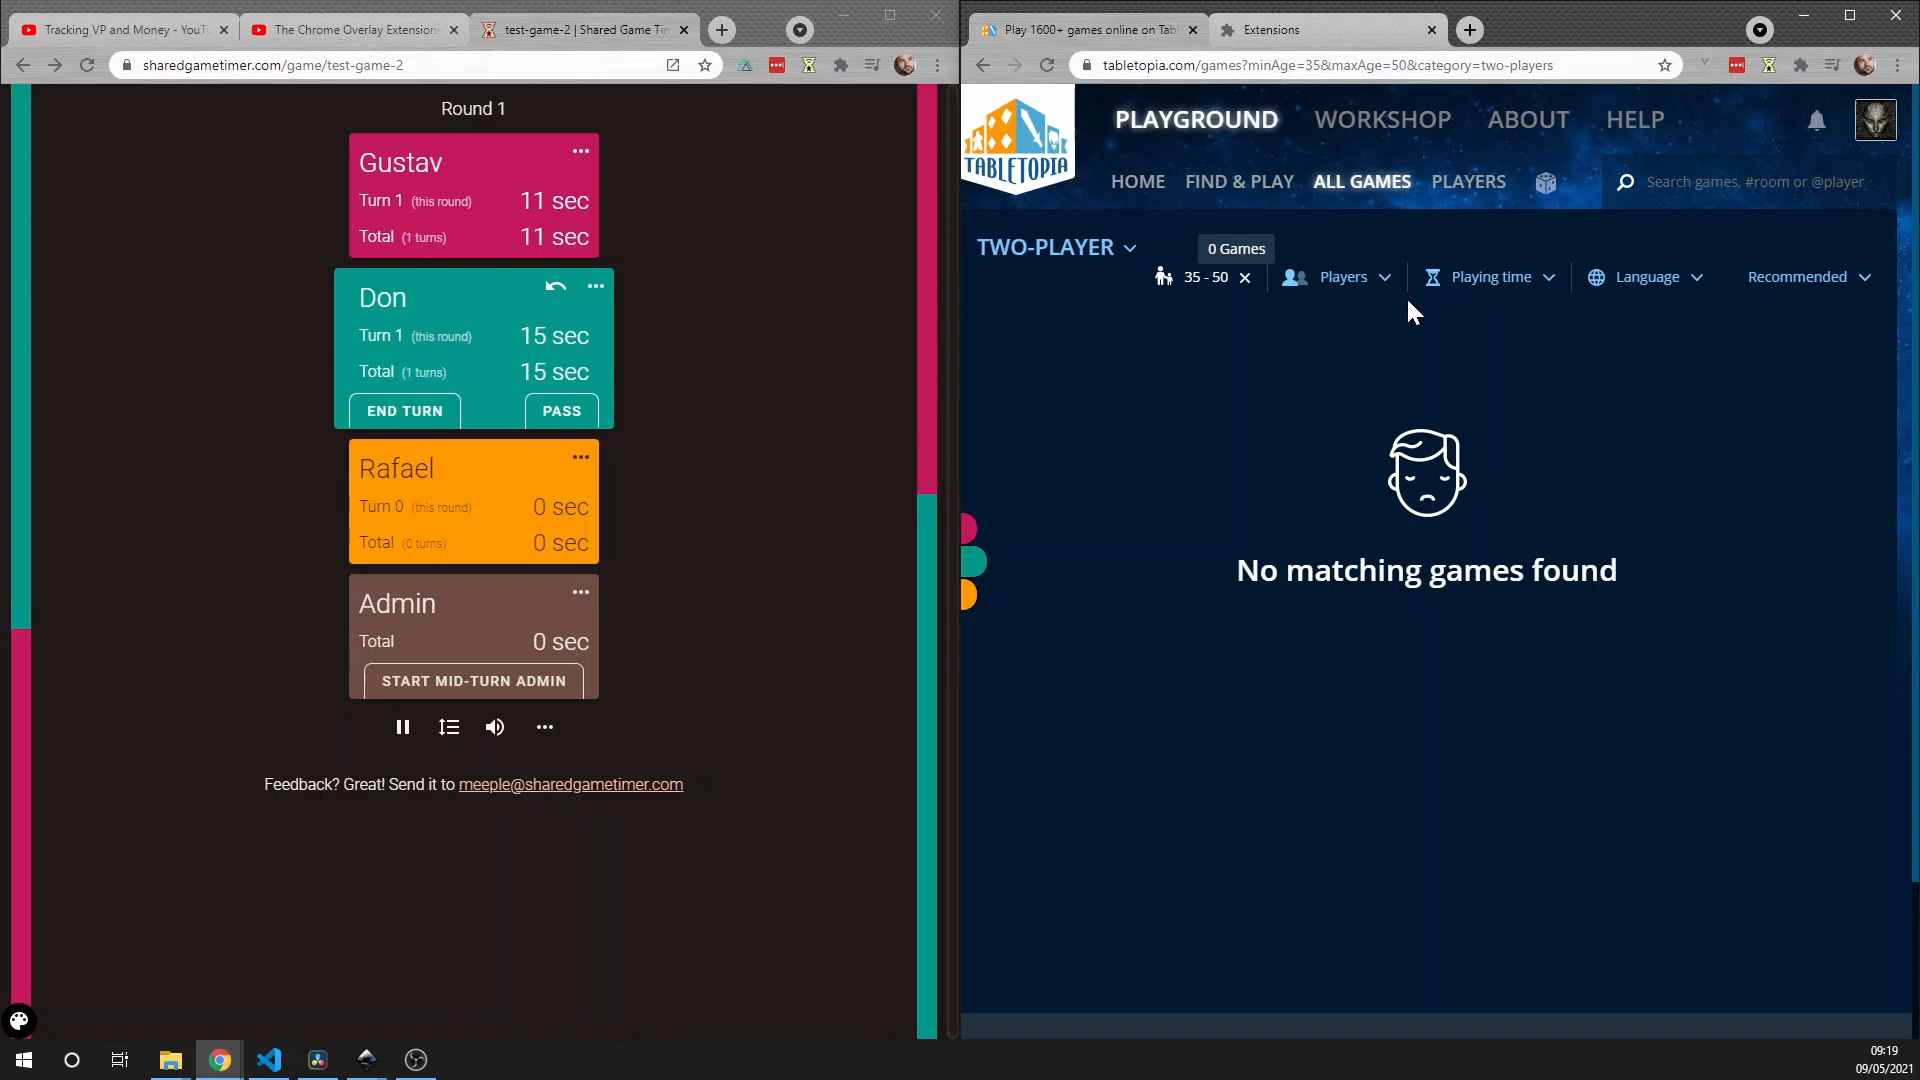 Tracking VP and Money - YouTu
The Chrome Overlay Extension
test-game-2 | Shared Game Tim
sharedgametimer.com/game/test-game-2
Round 1
Gustav
Turn 1 (this round) 11 sec
Total (1 turns) 11 sec
Don
Turn 1 (this round) 15 sec
Total (1 turns) 15 sec
END TURN PASS
Rafael
Turn 0 (this round) 0 sec
Total (0 turns) 0 sec
Admin
Total 0 sec
START MID-TURN ADMIN
Feedback? Great! Send it to meeple@sharedgametimer.com
Play 1600+ games online on Tab
Extensions
tabletopia.com/games?minAge=35&maxAge=50&category=two-players
TABLETOPIA
PLAYGROUND WORKSHOP ABOUT HELP
HOME FIND & PLAY ALL GAMES PLAYERS Search games, #room or @player
TWO-PLAYER 0 Games
35 - 50 Players Playing time Language Recommended
No matching games found
09:19
09/05/2021